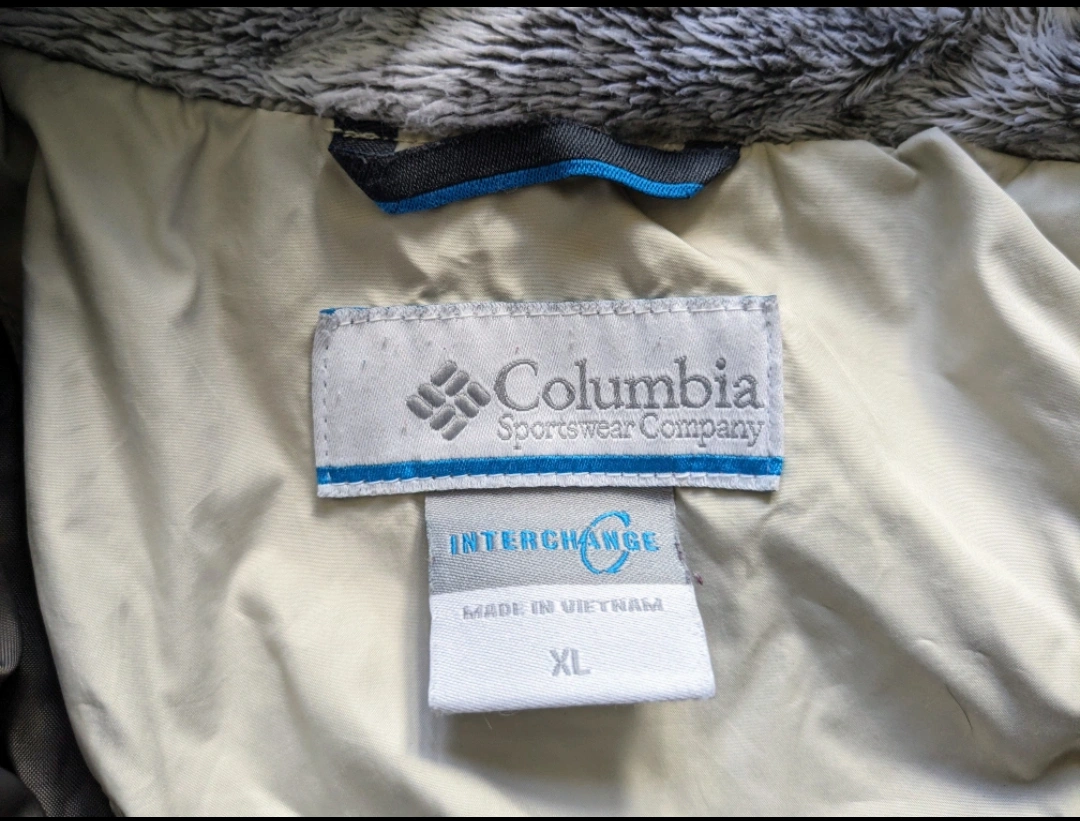 Columbia
Sportswear Company
INTERCHANGE
MADE IN VIETNAM
XL